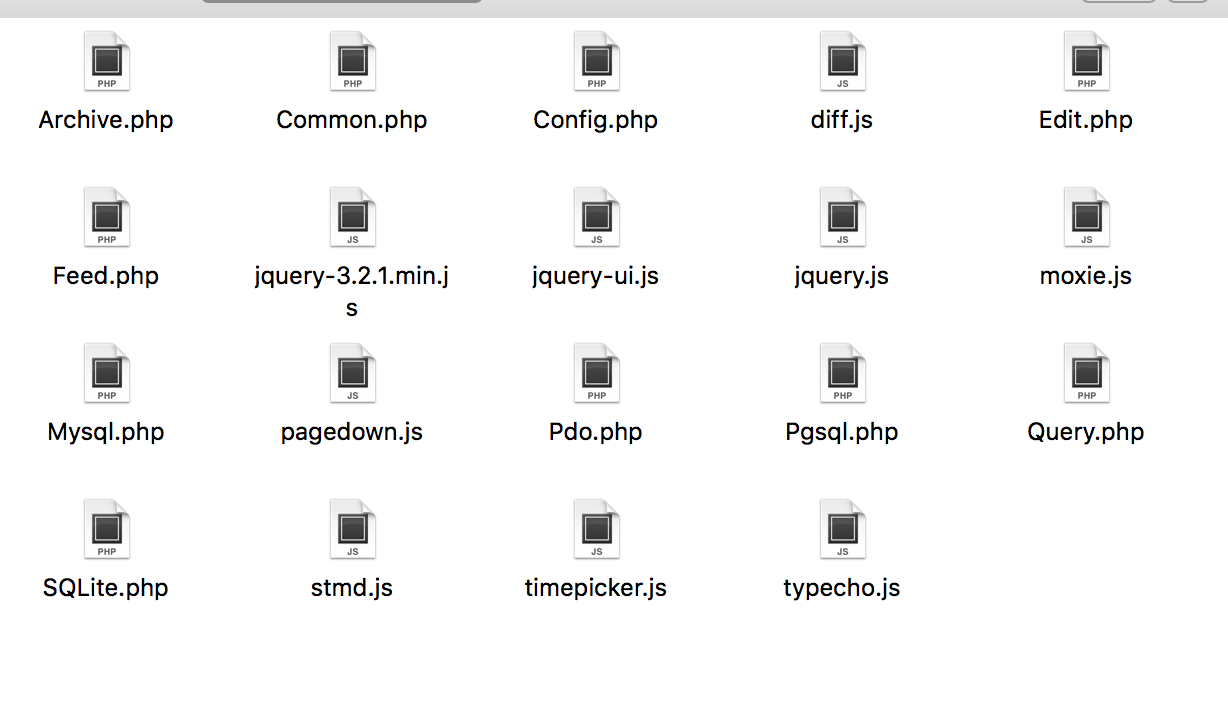 PHP PHP PHP JS PHP
Archive.php Common.php Config.php diff.js Edit.php
PHP JS JS JS JS
Feed.php jquery-3.2.1.min.j jquery-ui.js jquery.js moxie.js
s
PHP JS PHP PHP PHP
Mysql.php pagedown.js Pdo.php Pgsql.php Query.php
PHP JS JS JS
SQLite.php stmd.js timepicker.js typecho.js